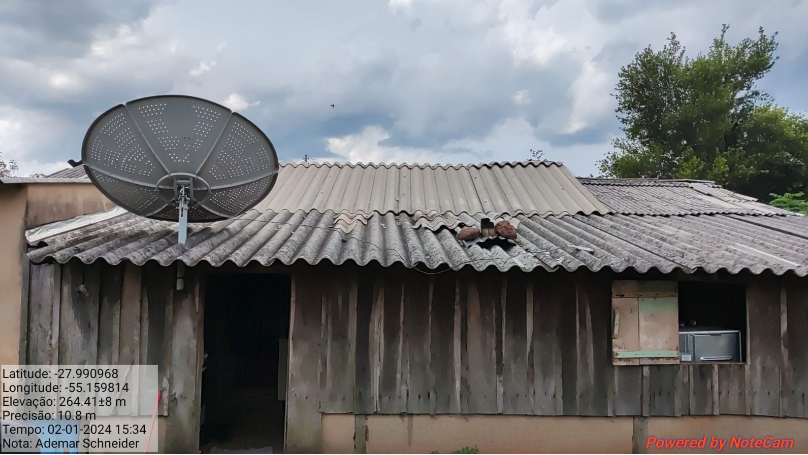 Latitude: -27.990968
Longitude: -55.159814
Elevação: 264.41±8 m
Precisão: 10.8 m
Tempo: 02-01-2024 15:34
Nota: Ademar Schneider
Powered by NoteCam